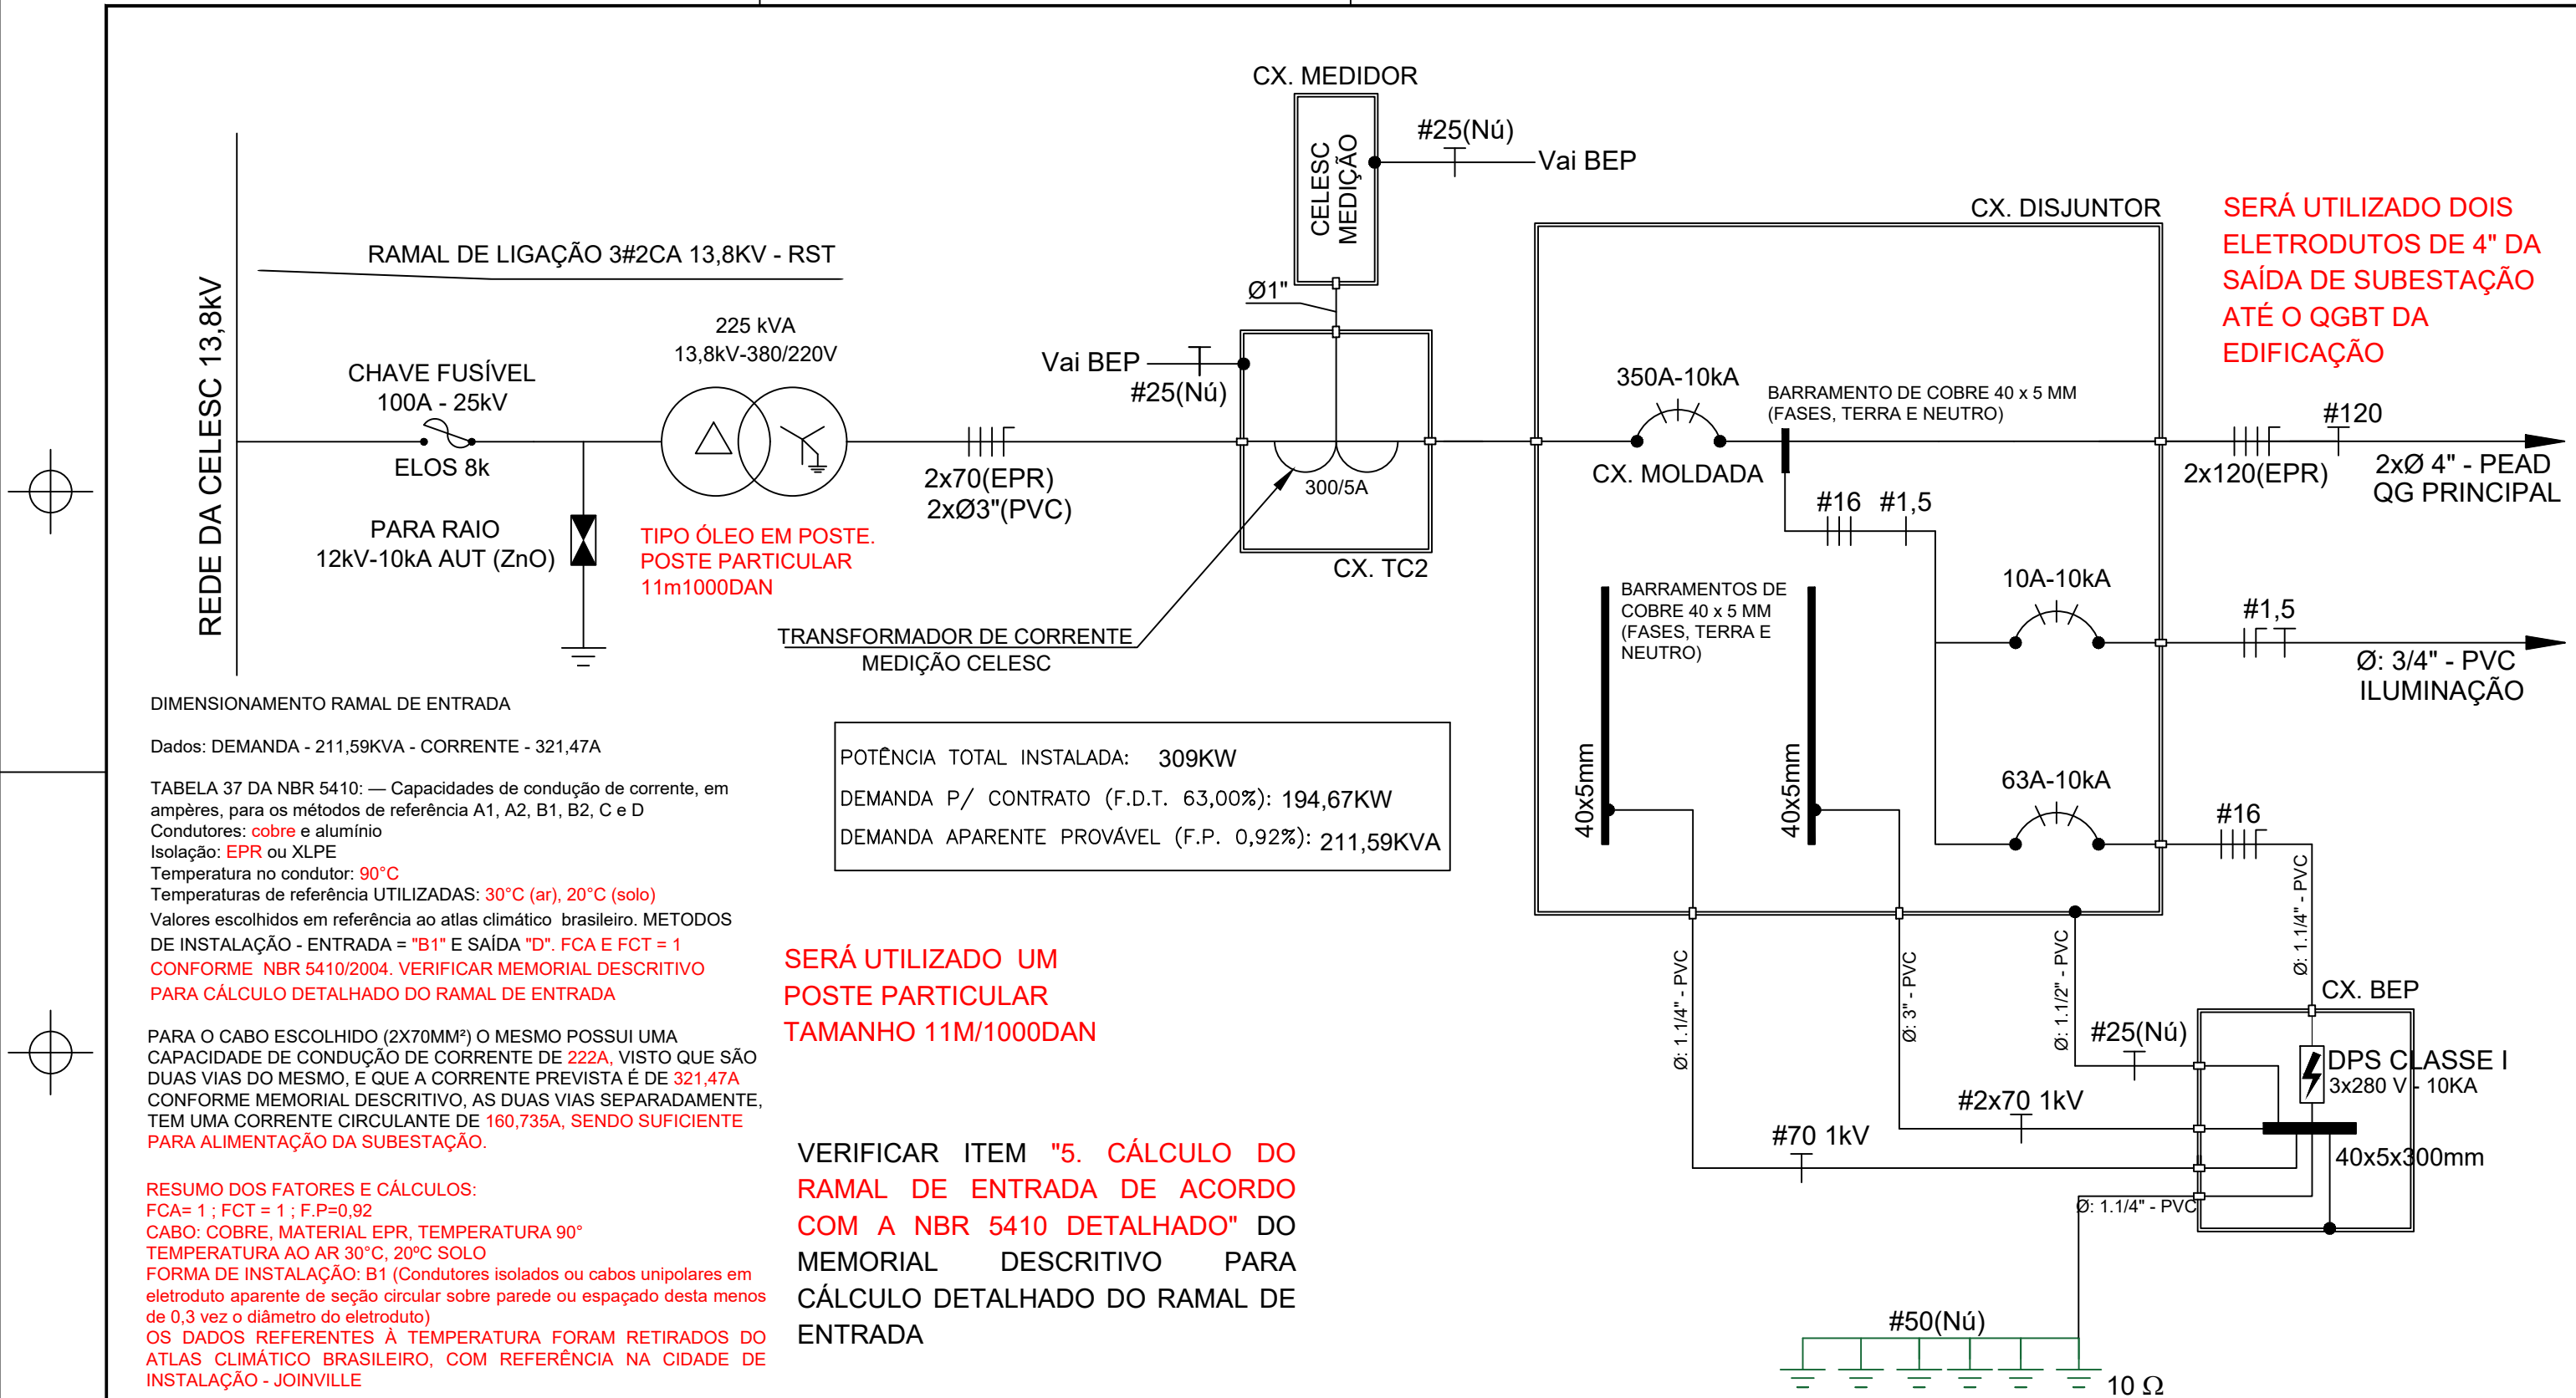 CX. MEDIDOR
CELESC
MEDIÇÃO
#25(Nú)
Vai BEP
Ø1"
REDE DA CELESC 13,8kV
RAMAL DE LIGAÇÃO 3#2CA 13,8KV - RST
CHAVE FUSÍVEL
100A - 25kV
ELOS 8k
PARA RAIO
12kV-10kA AUT (ZnO)
225 kVA
13,8kV-380/220V
TIPO ÓLEO EM POSTE.
POSTE PARTICULAR
11m1000DAN
2x70(EPR)
2xØ3"(PVC)
Vai BEP
#25(Nú)
300/5A
CX. TC2
TRANSFORMADOR DE CORRENTE
MEDIÇÃO CELESC
CX. DISJUNTOR
350A-10kA
CX. MOLDADA
BARRAMENTO DE COBRE 40 x 5 MM
(FASES, TERRA E NEUTRO)
#16
#1,5
BARRAMENTOS DE
COBRE 40 x 5 MM
(FASES, TERRA E
NEUTRO)
40x5mm
40x5mm
10A-10kA
63A-10kA
SERÁ UTILIZADO DOIS
ELETRODUTOS DE 4" DA
SAÍDA DE SUBESTAÇÃO
ATÉ O QGBT DA
EDIFICAÇÃO
#120
2x120(EPR)
2xØ 4" - PEAD
QG PRINCIPAL
#1,5
Ø: 3/4" - PVC
ILUMINAÇÃO
#16
Ø: 1.1/4" - PVC
Ø: 1.1/4" - PVC
Ø: 3" - PVC
Ø: 1.1/2" - PVC
CX. BEP
#25(Nú)
DPS CLASSE I
3x280 V - 10KA
#2x70 1kV
#70 1kV
40x5x300mm
Ø: 1.1/4" - PVC
#50(Nú)
10 Ω
DIMENSIONAMENTO RAMAL DE ENTRADA
Dados: DEMANDA - 211,59KVA - CORRENTE - 321,47A
TABELA 37 DA NBR 5410: — Capacidades de condução de corrente, em
ampères, para os métodos de referência A1, A2, B1, B2, C e D
Condutores: cobre e alumínio
Isolação: EPR ou XLPE
Temperatura no condutor: 90°C
Temperaturas de referência UTILIZADAS: 30°C (ar), 20°C (solo)
Valores escolhidos em referência ao atlas climático brasileiro. METODOS
DE INSTALAÇÃO - ENTRADA = "B1" E SAÍDA "D". FCA E FCT = 1
CONFORME NBR 5410/2004. VERIFICAR MEMORIAL DESCRITIVO
PARA CÁLCULO DETALHADO DO RAMAL DE ENTRADA
PARA O CABO ESCOLHIDO (2X70MM²) O MESMO POSSUI UMA
CAPACIDADE DE CONDUÇÃO DE CORRENTE DE 222A, VISTO QUE SÃO
DUAS VIAS DO MESMO, E QUE A CORRENTE PREVISTA É DE 321,47A
CONFORME MEMORIAL DESCRITIVO, AS DUAS VIAS SEPARADAMENTE,
TEM UMA CORRENTE CIRCULANTE DE 160,735A, SENDO SUFICIENTE
PARA ALIMENTAÇÃO DA SUBESTAÇÃO.
RESUMO DOS FATORES E CÁLCULOS:
FCA= 1 ; FCT = 1 ; F.P=0,92
CABO: COBRE, MATERIAL EPR, TEMPERATURA 90°
TEMPERATURA AO AR 30°C, 20ºC SOLO
FORMA DE INSTALAÇÃO: B1 (Condutores isolados ou cabos unipolares em
eletroduto aparente de seção circular sobre parede ou espaçado desta menos
de 0,3 vez o diâmetro do eletroduto)
OS DADOS REFERENTES À TEMPERATURA FORAM RETIRADOS DO
ATLAS CLIMÁTICO BRASILEIRO, COM REFERÊNCIA NA CIDADE DE
INSTALAÇÃO - JOINVILLE
POTÊNCIA TOTAL INSTALADA: 309KW
DEMANDA P/ CONTRATO (F.D.T. 63,00%): 194,67KW
DEMANDA APARENTE PROVÁVEL (F.P. 0,92%): 211,59KVA
SERÁ UTILIZADO UM
POSTE PARTICULAR
TAMANHO 11M/1000DAN
VERIFICAR ITEM "5. CÁLCULO DO
RAMAL DE ENTRADA DE ACORDO
COM A NBR 5410 DETALHADO" DO
MEMORIAL DESCRITIVO PARA
CÁLCULO DETALHADO DO RAMAL DE
ENTRADA